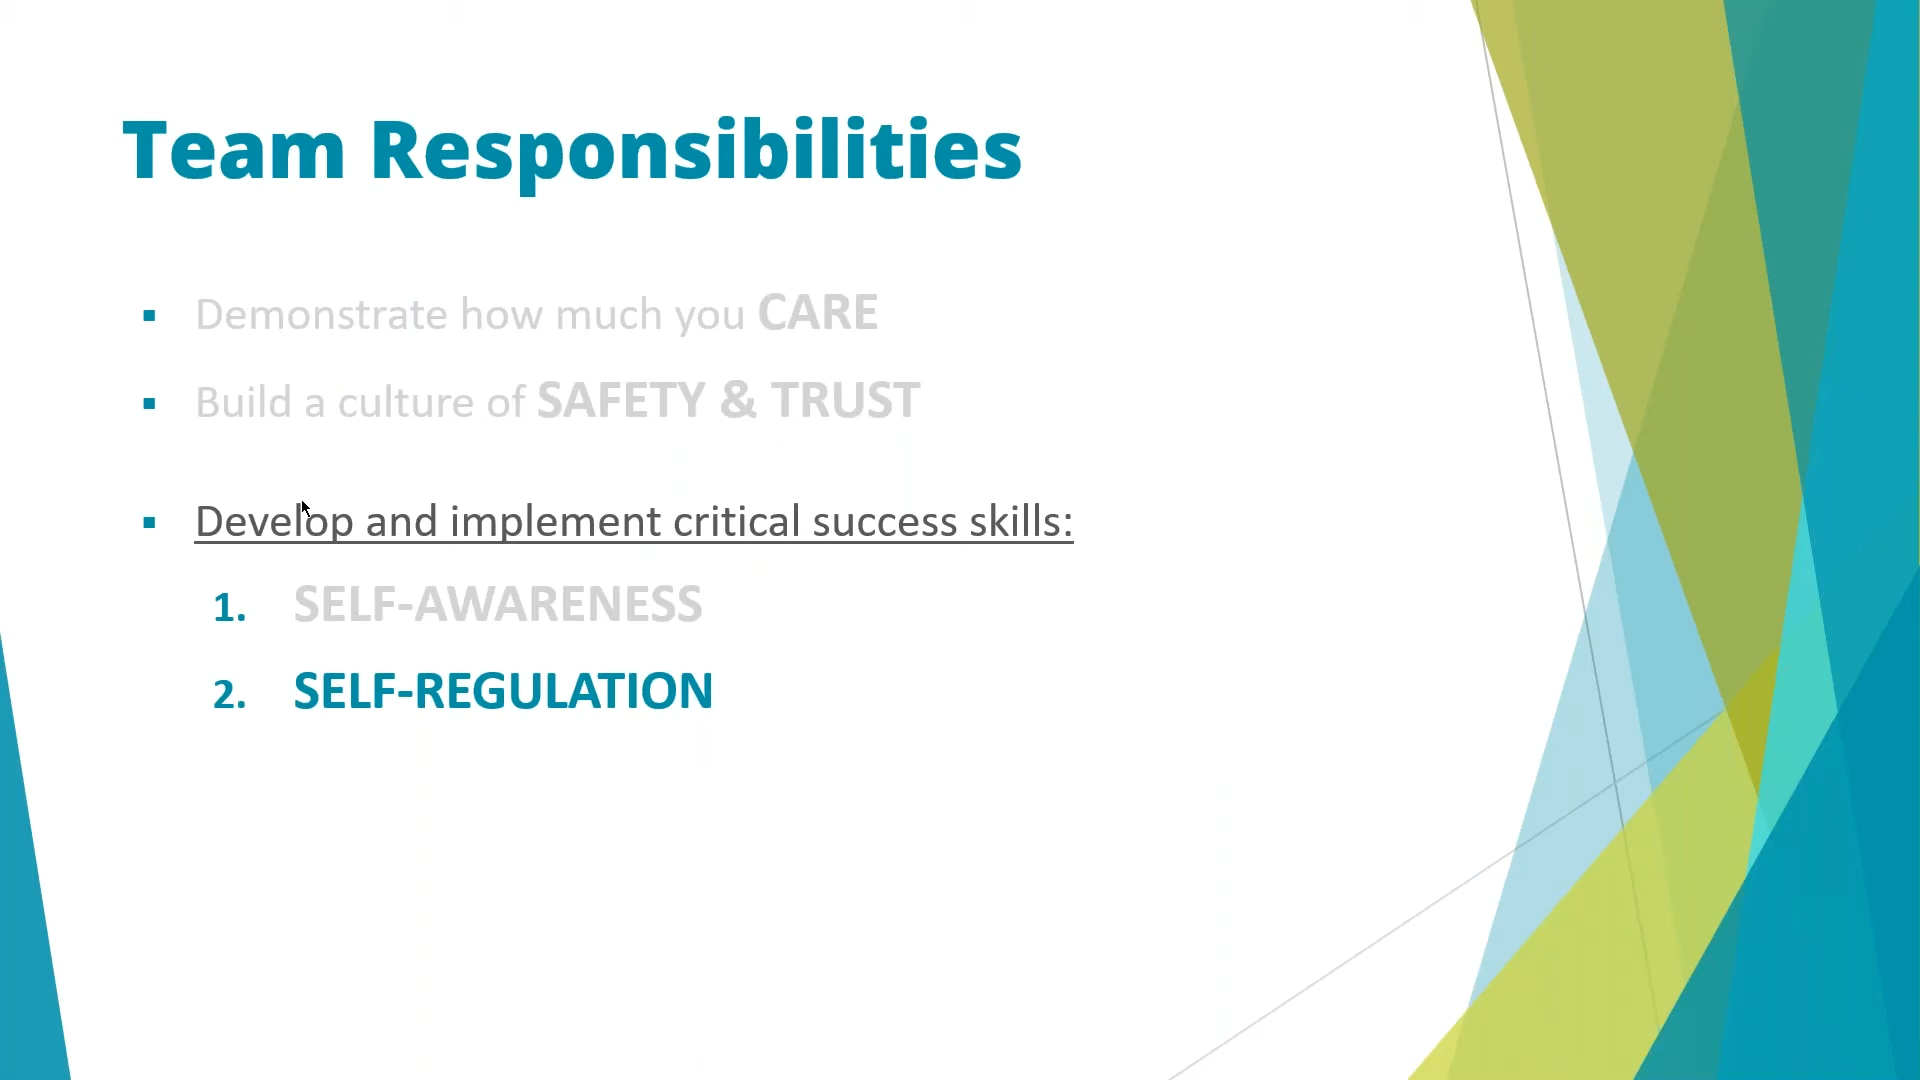 Team Responsibilities
▪ Demonstrate how much you CARE
▪ Build a culture of SAFETY & TRUST
▪ Develop and implement critical success skills:
1. SELF-AWARENESS
2. SELF-REGULATION